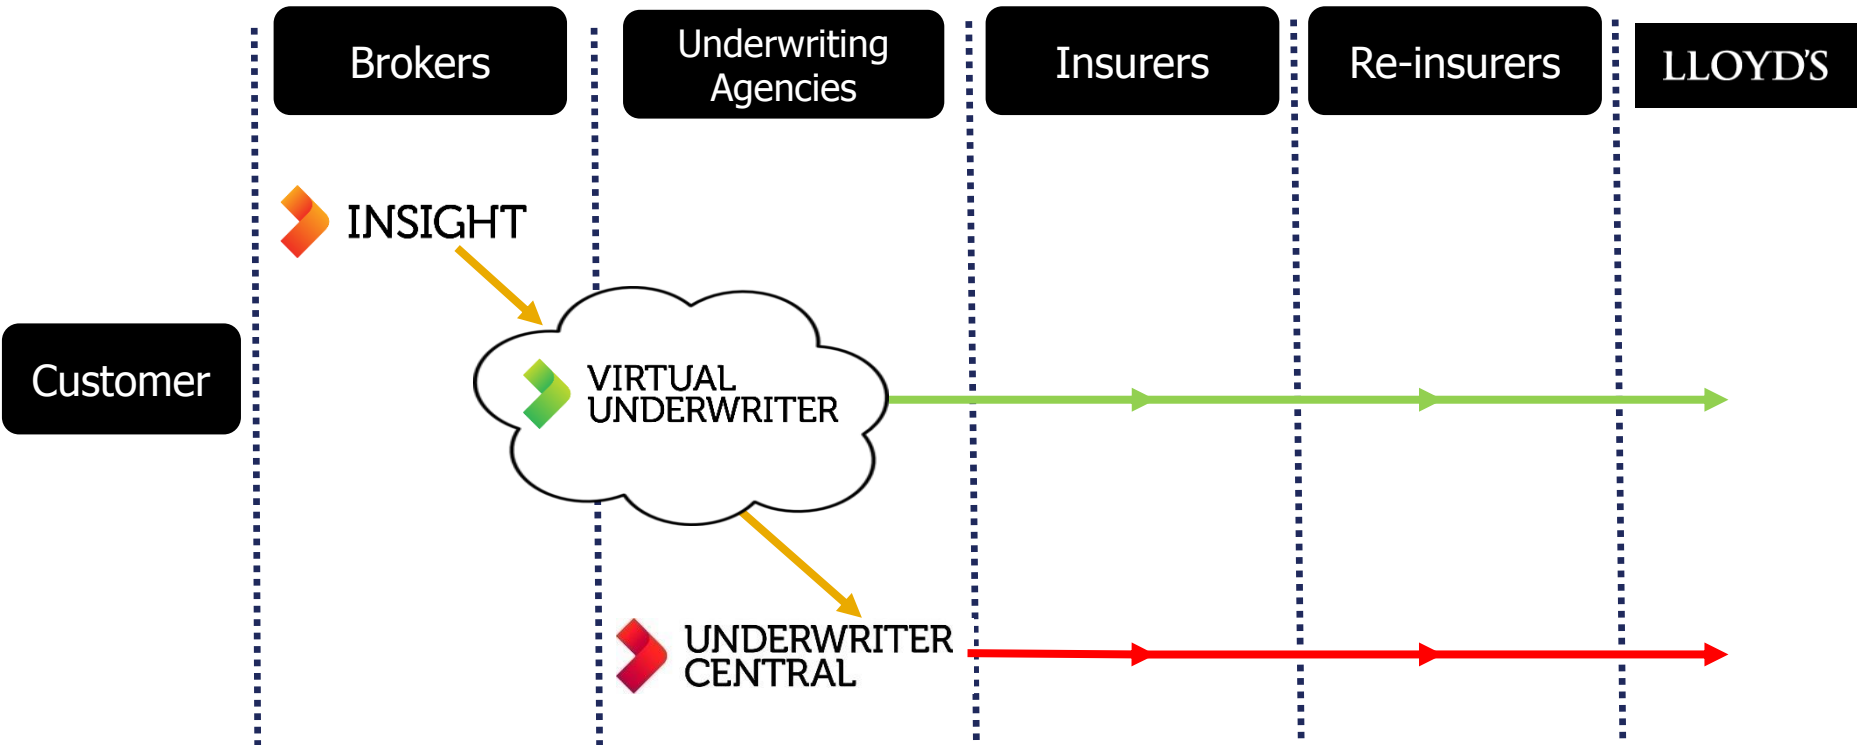 Brokers
Underwriting
Agencies
Insurers
Re-insurers
LLOYD'S
INSIGHT
Customer
VIRTUAL
UNDERWRITER
UNDERWRITER
CENTRAL